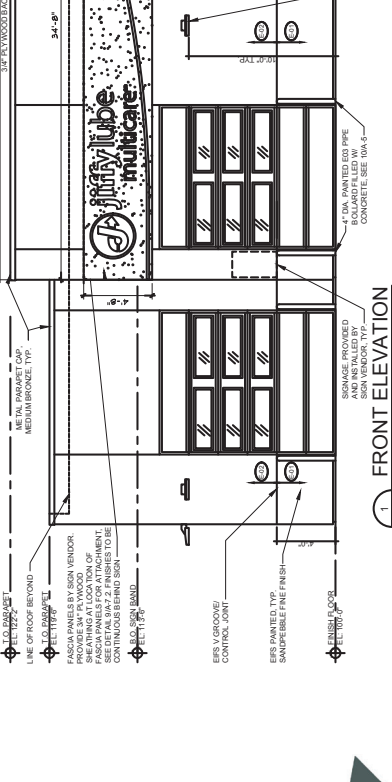 3/4" PLYWOOD BAC
34'-8"
10'-0" TYP
E-02
E-01
jiffy lube
multicare
4'-8"
METAL PARAPET CAP,
MEDIUM BRONZE, TYP.
T.O. PARAPET
EL: 122'-2"
LINE OF ROOF BEYOND
T.O. PARAPET
EL: 119'-6"
FASCIA PANELS BY SIGN VENDOR.
PROVIDE 3/4" PLYWOOD
SHEATHING AT LOCATION OF
FASCIA PANELS FOR ATTACHMENT,
SEE DETAIL 9/A-7.2. FINISHES TO BE
CONTINUOUS BEHIND SIGN
B.O. SIGN BAND
EL: 113'-6"
EIFS V GROOVE/
CONTROL JOINT
EIFS PAINTED, TYP.
SANDPEBBLE FINE FINISH
E-02
E-01
4'-0"
FINISH FLOOR
EL: 100'-0"
SIGNAGE, PROVIDED
AND INSTALLED BY
SIGN VENDOR, TYP.
4" DIA. PAINTED E03 PIPE
BOLLARD FILLED W/
CONCRETE, SEE 10/A-5
1
FRONT ELEVATION